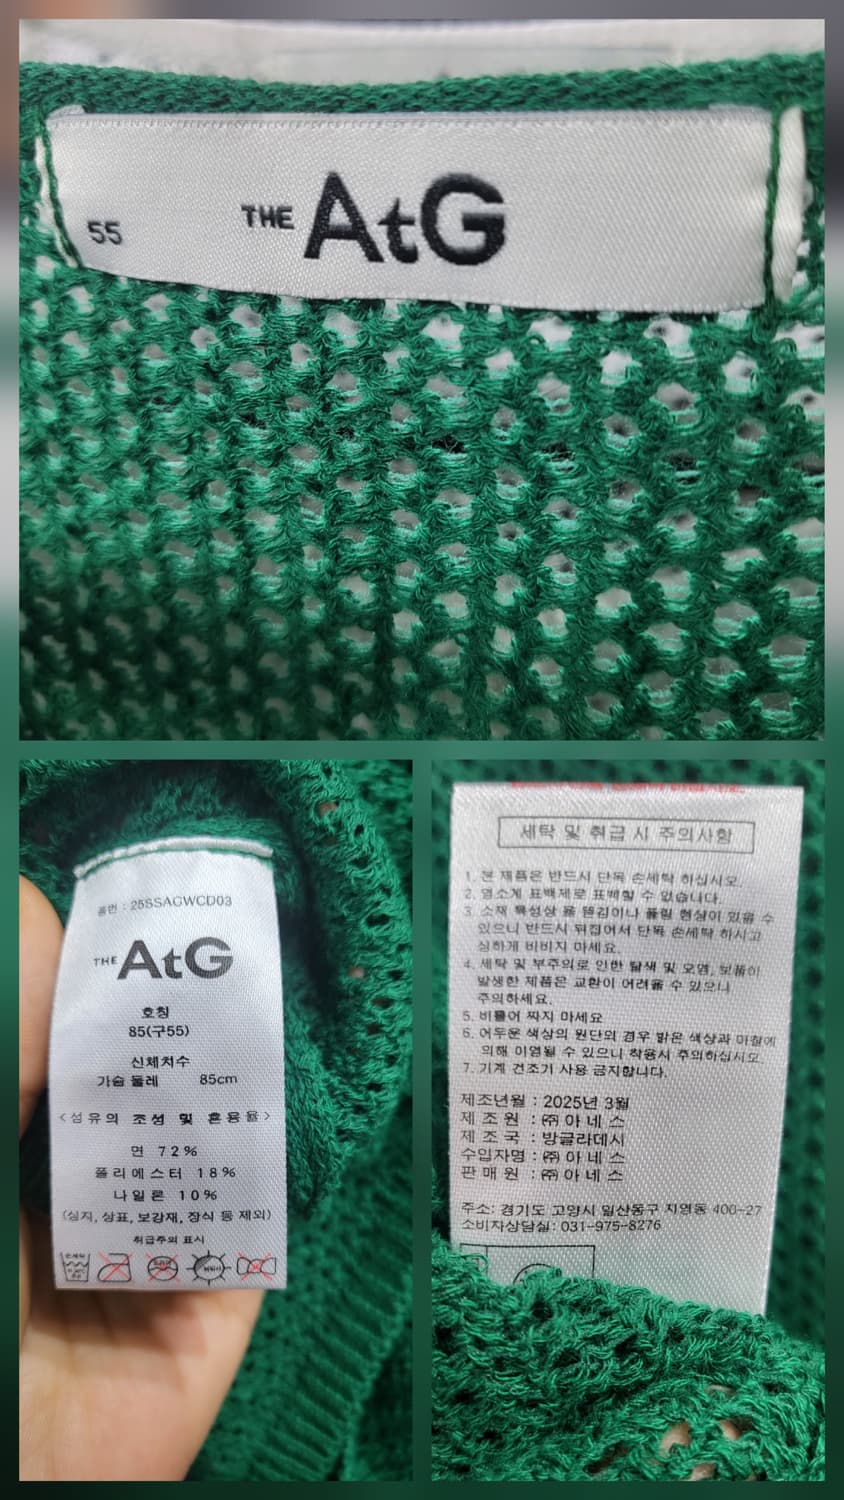 55
THE AtG
품번 : 25SSAGWCD03
THE AtG
호칭
85(구55)
신체치수
가슴 둘레 85cm
<섬유의 조성 및 혼용율>
면 72%
폴리에스터 18%
나일론 10%
(심지, 상표, 보강재, 장식 등 제외)
취급주의 표시
세탁 및 취급 시 주의사항
1. 본 제품은 반드시 단독 손세탁 하십시오.
2. 염소계 표백제로 표백할 수 없습니다.
3. 소재 특성상 올 뜯김이나 풀림 현상이 있을 수
있으니 반드시 뒤집어서 단독 손세탁 하시고
심하게 비비지 마세요.
4. 세탁 및 부주의로 인한 탈색 및 오염, 보풀이
발생한 제품은 교환이 어려울 수 있으니
주의하세요.
5. 비틀어 짜지 마세요
6. 어두운 색상의 원단의 경우 밝은 색상과 마찰에
의해 이염될 수 있으니 착용시 주의하십시오.
7. 기계 건조기 사용 금지합니다.
제조년월 : 2025년 3월
제 조 원 : ㈜ 아 네 스
제 조 국 : 방글라데시
수입자명 : ㈜ 아 네 스
판 매 원 : ㈜ 아 네 스
주소: 경기도 고양시 일산동구 지영동 400-27
소비자상담실: 031-975-8276